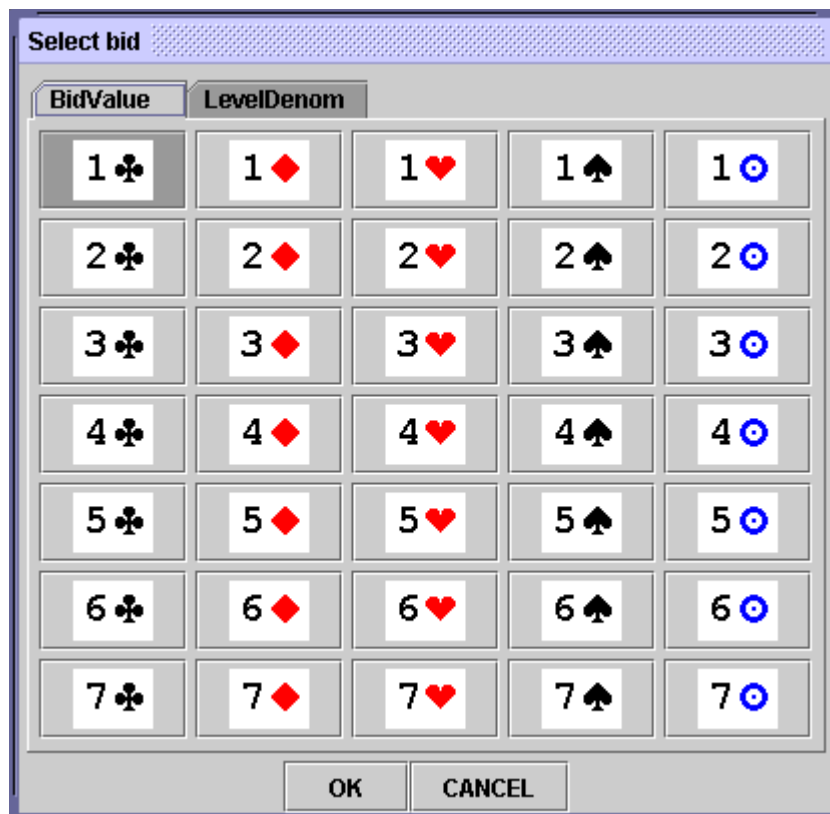 Select bid
BidValue LevelDenom
1♣ 1♦ 1♥ 1♠ 1⊙
2♣ 2♦ 2♥ 2♠ 2⊙
3♣ 3♦ 3♥ 3♠ 3⊙
4♣ 4♦ 4♥ 4♠ 4⊙
5♣ 5♦ 5♥ 5♠ 5⊙
6♣ 6♦ 6♥ 6♠ 6⊙
7♣ 7♦ 7♥ 7♠ 7⊙
OK CANCEL